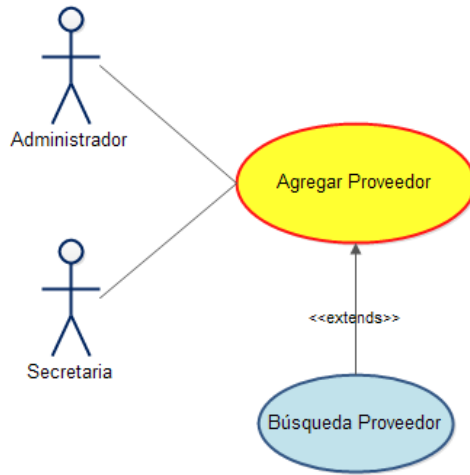 Administrador
Agregar Proveedor
<<extends>>
Secretaria
Búsqueda Proveedor